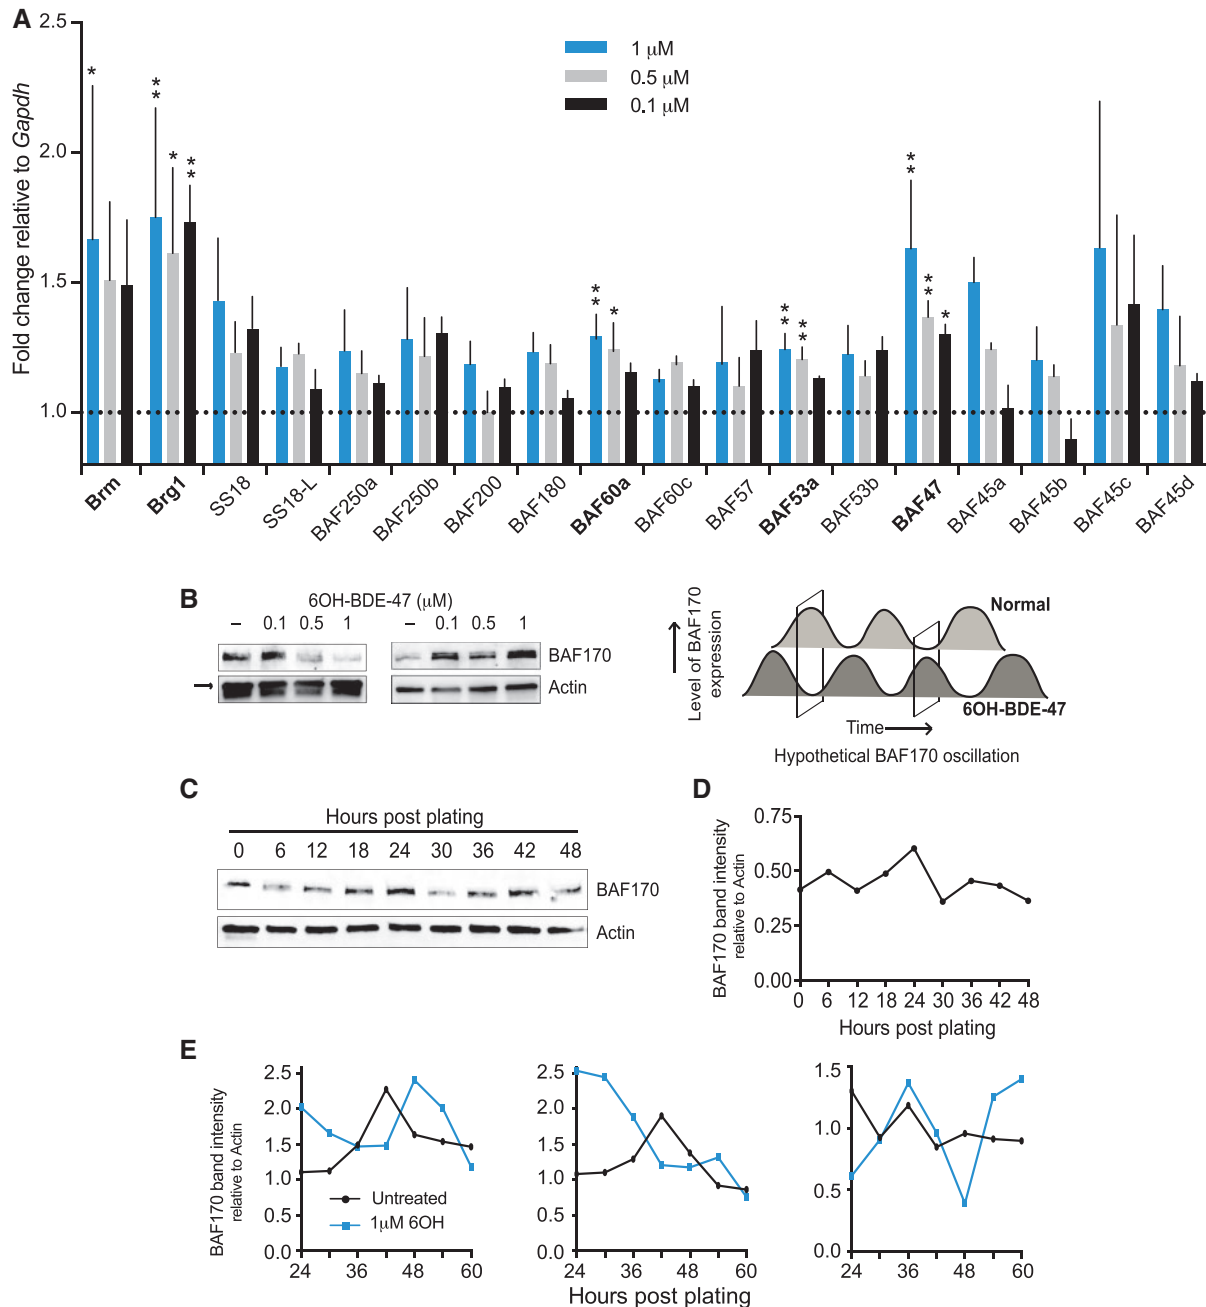 A
Fold change relative to Gapdh
2.5
2.0
1.5
1.0
1 μM
0.5 μM
0.1 μM
*
* *
*
* *
* *
*
* *
* *
* *
* *
*
Brm
Brg1
SS18
SS18-L
BAF250a
BAF250b
BAF200
BAF180
BAF60a
BAF60c
BAF57
BAF53a
BAF53b
BAF47
BAF45a
BAF45b
BAF45c
BAF45d
B
6OH-BDE-47 (μM)
– 0.1 0.5 1
– 0.1 0.5 1
BAF170
Actin
Level of BAF170
expression
Normal
6OH-BDE-47
Time
Hypothetical BAF170 oscillation
C
Hours post plating
0 6 12 18 24 30 36 42 48
BAF170
Actin
D
BAF170 band intensity
relative to Actin
0.75
0.50
0.25
0.00
0 6 12 18 24 30 36 42 48
Hours post plating
E
BAF170 band intensity
relative to Actin
2.5
2.0
1.5
1.0
0.5
0.0
Untreated
1μM 6OH
24 36 48 60
2.5
2.0
1.5
1.0
0.5
0.0
24 36 48 60
1.5
1.0
0.5
0.0
24 36 48 60
Hours post plating